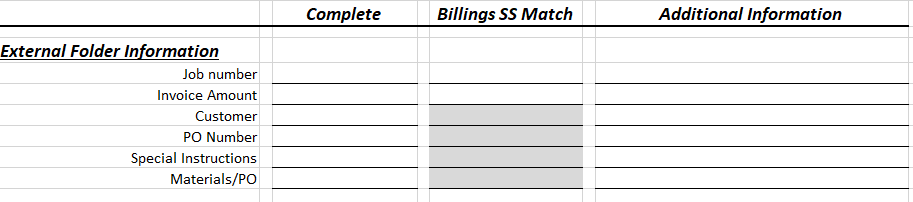 Complete Billings SS Match Additional Information
External Folder Information
Job number
Invoice Amount
Customer
PO Number
Special Instructions
Materials/PO